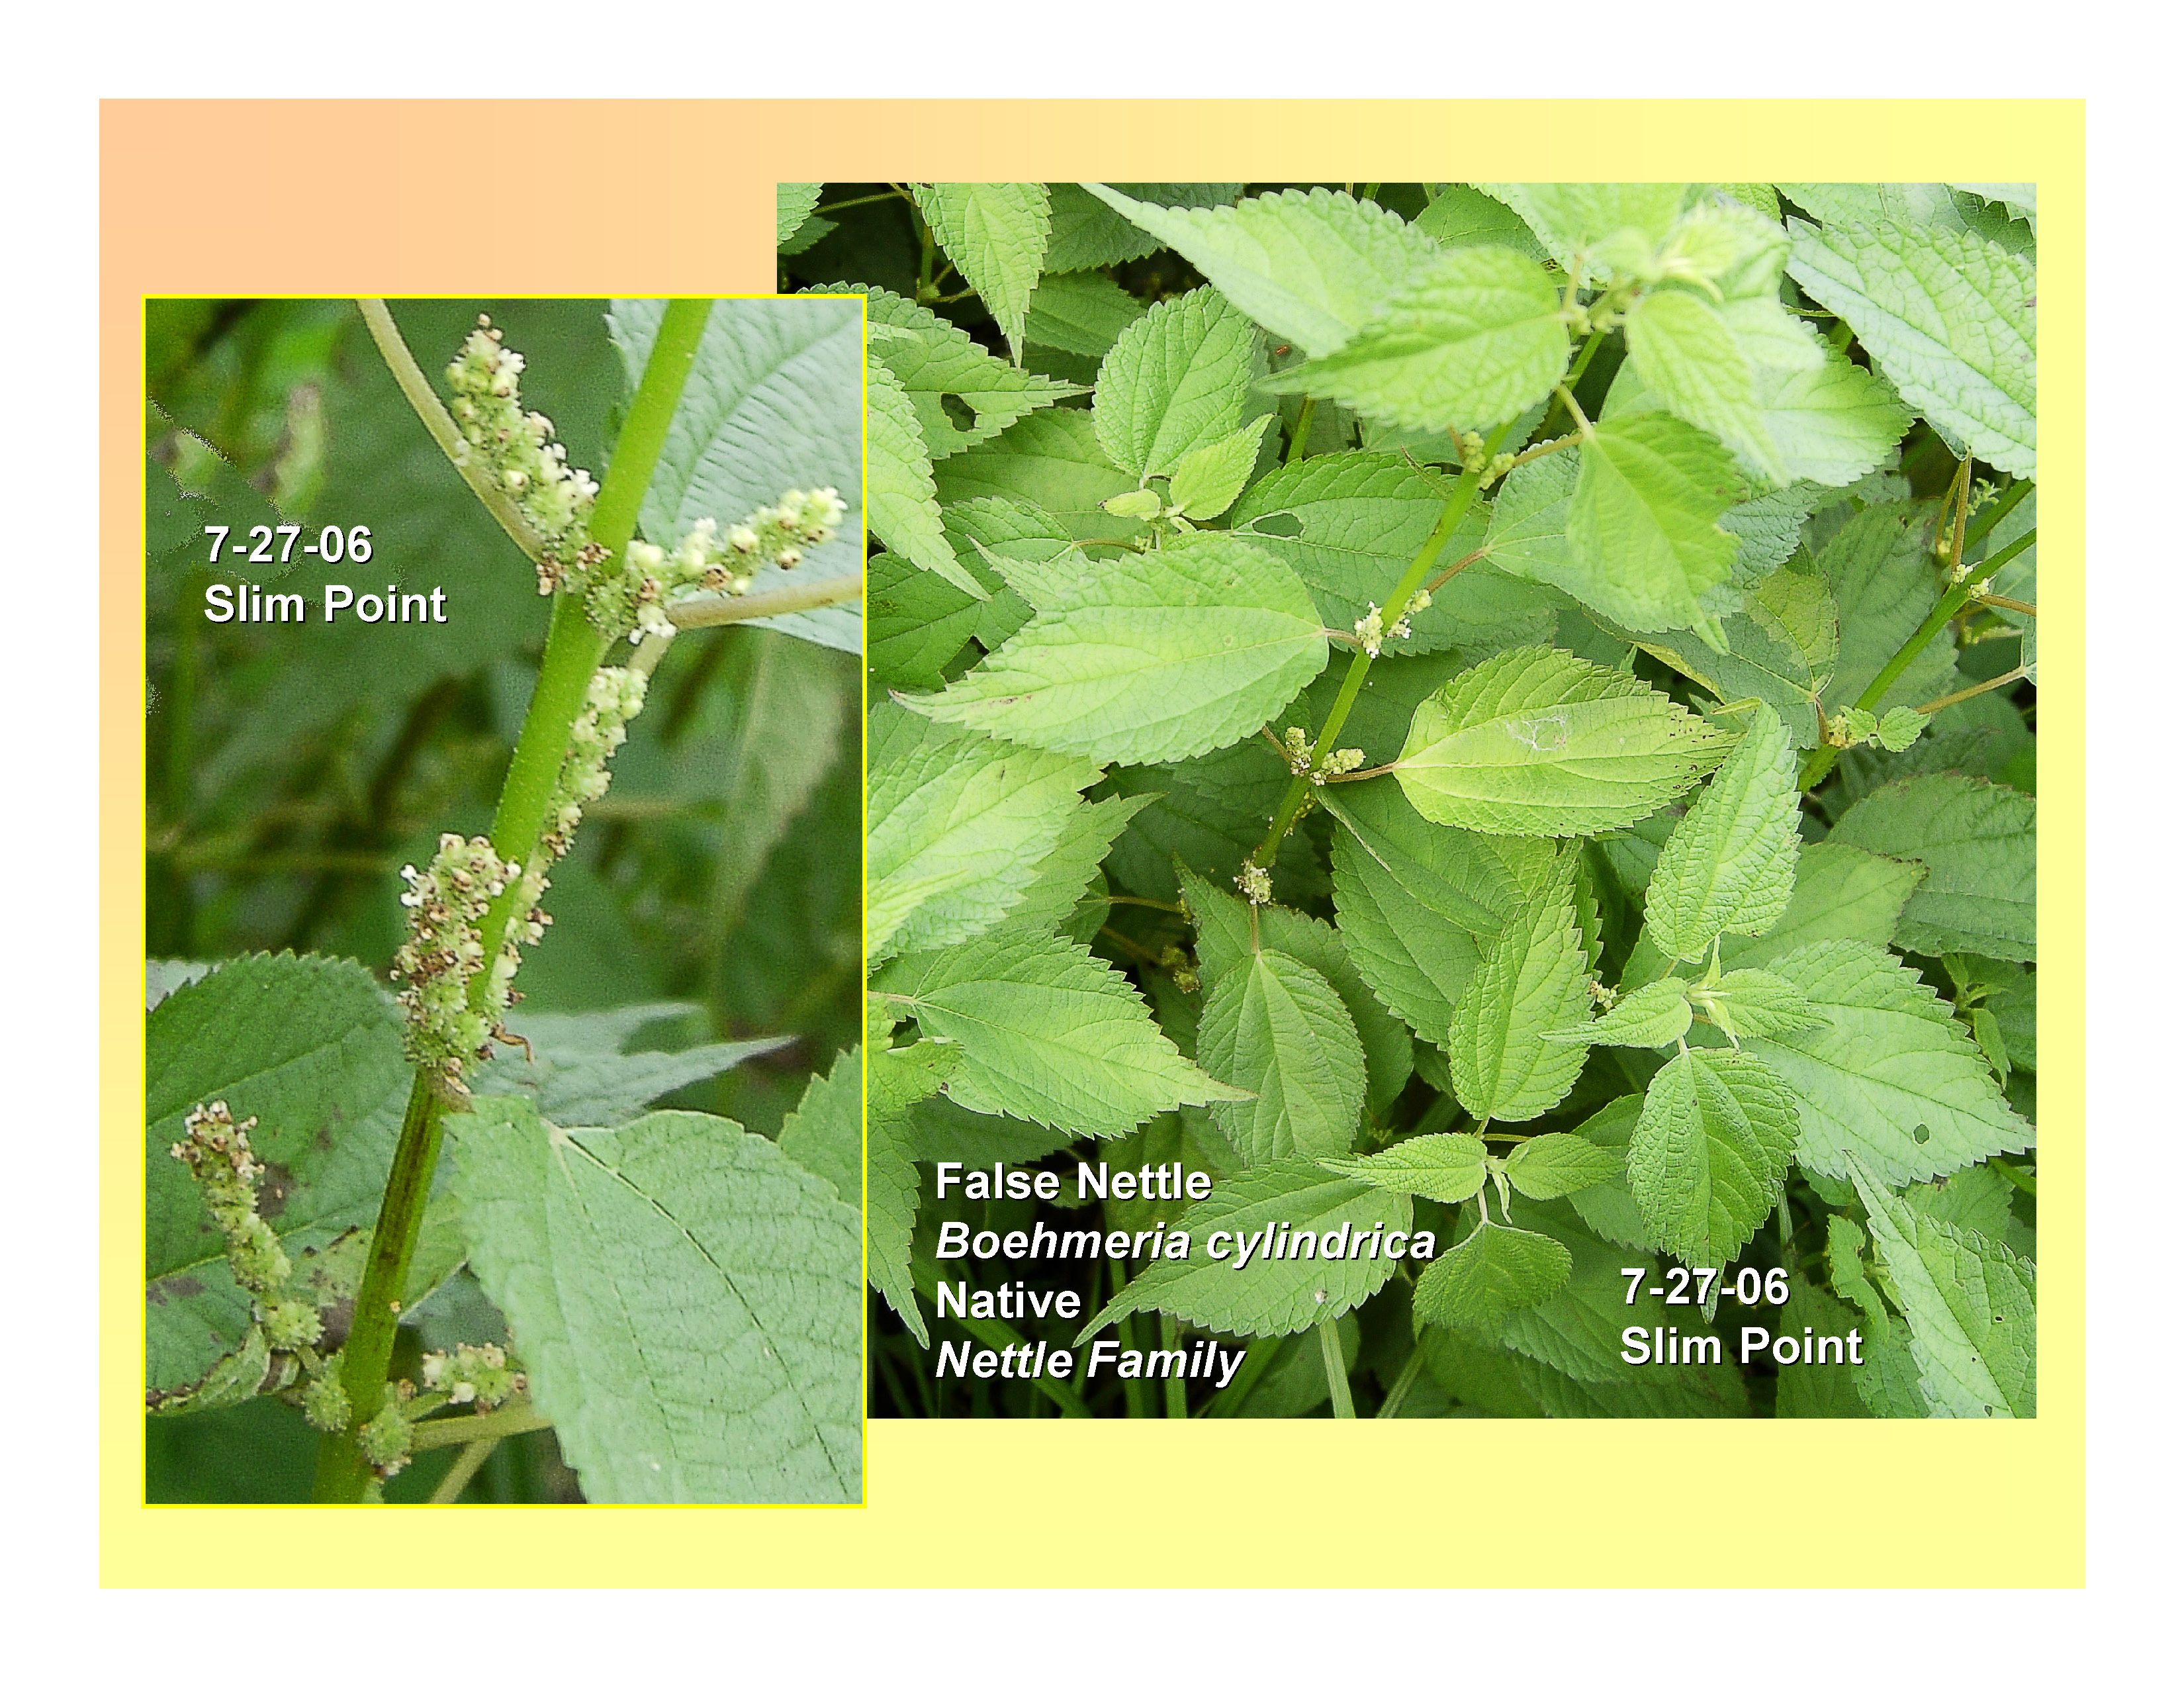 7-27-06
Slim Point
False Nettle
Boehmeria cylindrica
Native
Nettle Family
7-27-06
Slim Point